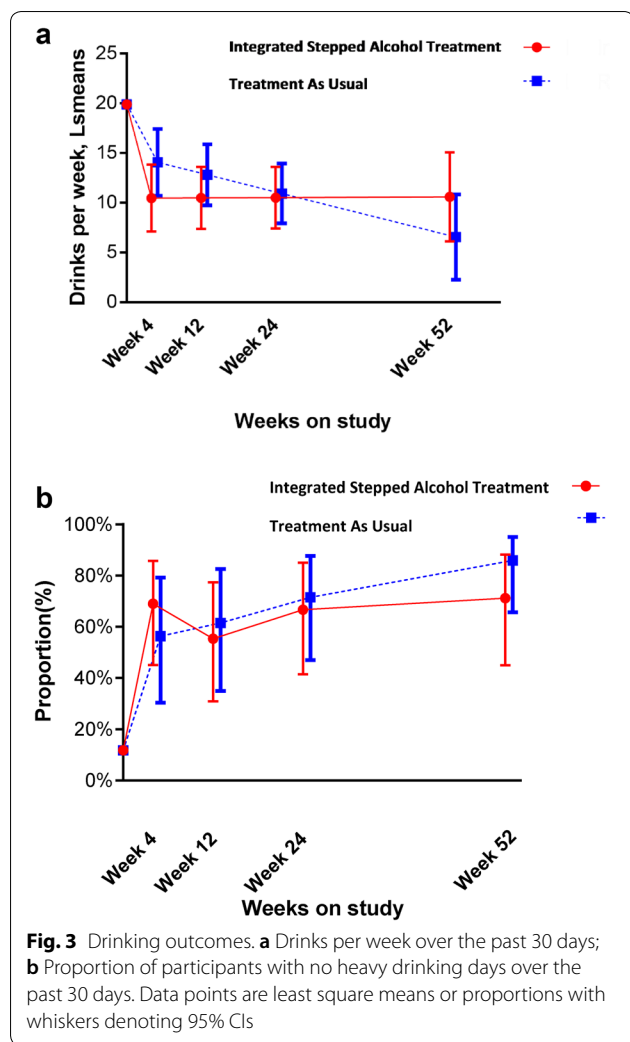 a
Integrated Stepped Alcohol Treatment
Treatment As Usual
Drinks per week, Lsmeans
25
20
15
10
5
0
Week 4
Week 12
Week 24
Week 52
Weeks on study
b
Integrated Stepped Alcohol Treatment
Treatment As Usual
Proportion(%)
100%
80%
60%
40%
20%
0%
Week 4
Week 12
Week 24
Week 52
Weeks on study
Fig. 3 Drinking outcomes. a Drinks per week over the past 30 days;
b Proportion of participants with no heavy drinking days over the
past 30 days. Data points are least square means or proportions with
whiskers denoting 95% CIs